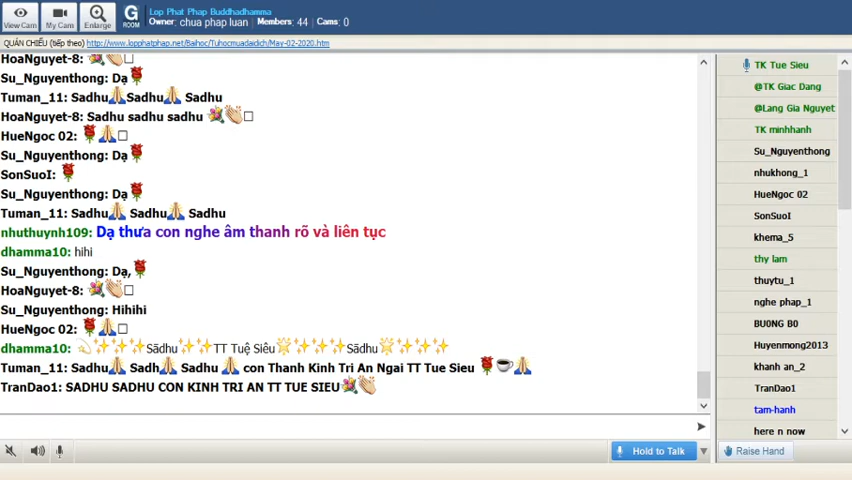 View Cam
My Cam
Enlarge
G
ROOM
Lop Phat Phap Buddhadhamma
Owner: chua phap luan Members: 44 Cams: 0
QUÁN CHIẾU (tiếp theo) http://www.lopphatphap.net/Baihoc/Tuhocmuadaidich/May-02-2020.htm
HoaNguyet-8: 💐👏□
Su_Nguyenthong: Dạ🌹
Tuman_11: Sadhu🙏Sadhu🙏 Sadhu
HoaNguyet-8: Sadhu sadhu sadhu 💐👏□
HueNgoc 02: 🌹🙏□
Su_Nguyenthong: Dạ🌹
SonSuoI: 🌹
Su_Nguyenthong: Dạ🌹
Tuman_11: Sadhu🙏 Sadhu🙏 Sadhu
nhuthuynh109: Dạ thưa con nghe âm thanh rõ và liên tục
dhamma10: hihi
Su_Nguyenthong: Dạ,🌹
HoaNguyet-8: 💐👏□
Su_Nguyenthong: Hihihi
HueNgoc 02: 🌹🙏□
dhamma10: 💫✨✨✨Sādhu✨✨TT Tuệ Siêu🌟✨✨✨Sādhu🌟✨✨✨
Tuman_11: Sadhu🙏 Sadh🙏 Sadhu 🙏 con Thanh Kinh Tri An Ngai TT Tue Sieu 🌹☕🙏
TranDao1: SADHU SADHU CON KINH TRI AN TT TUE SIEU💐👏
TK Tue Sieu
@TK Giac Dang
@Lang Gia Nguyet
TK minhhanh
Su_Nguyenthong
nhukhong_1
HueNgoc 02
SonSuoI
khema_5
thy lam
thuytu_1
nghe phap_1
BU0NG B0
Huyenmong2013
khanh an_2
TranDao1
tam-hanh
here n now
Hold to Talk
Raise Hand